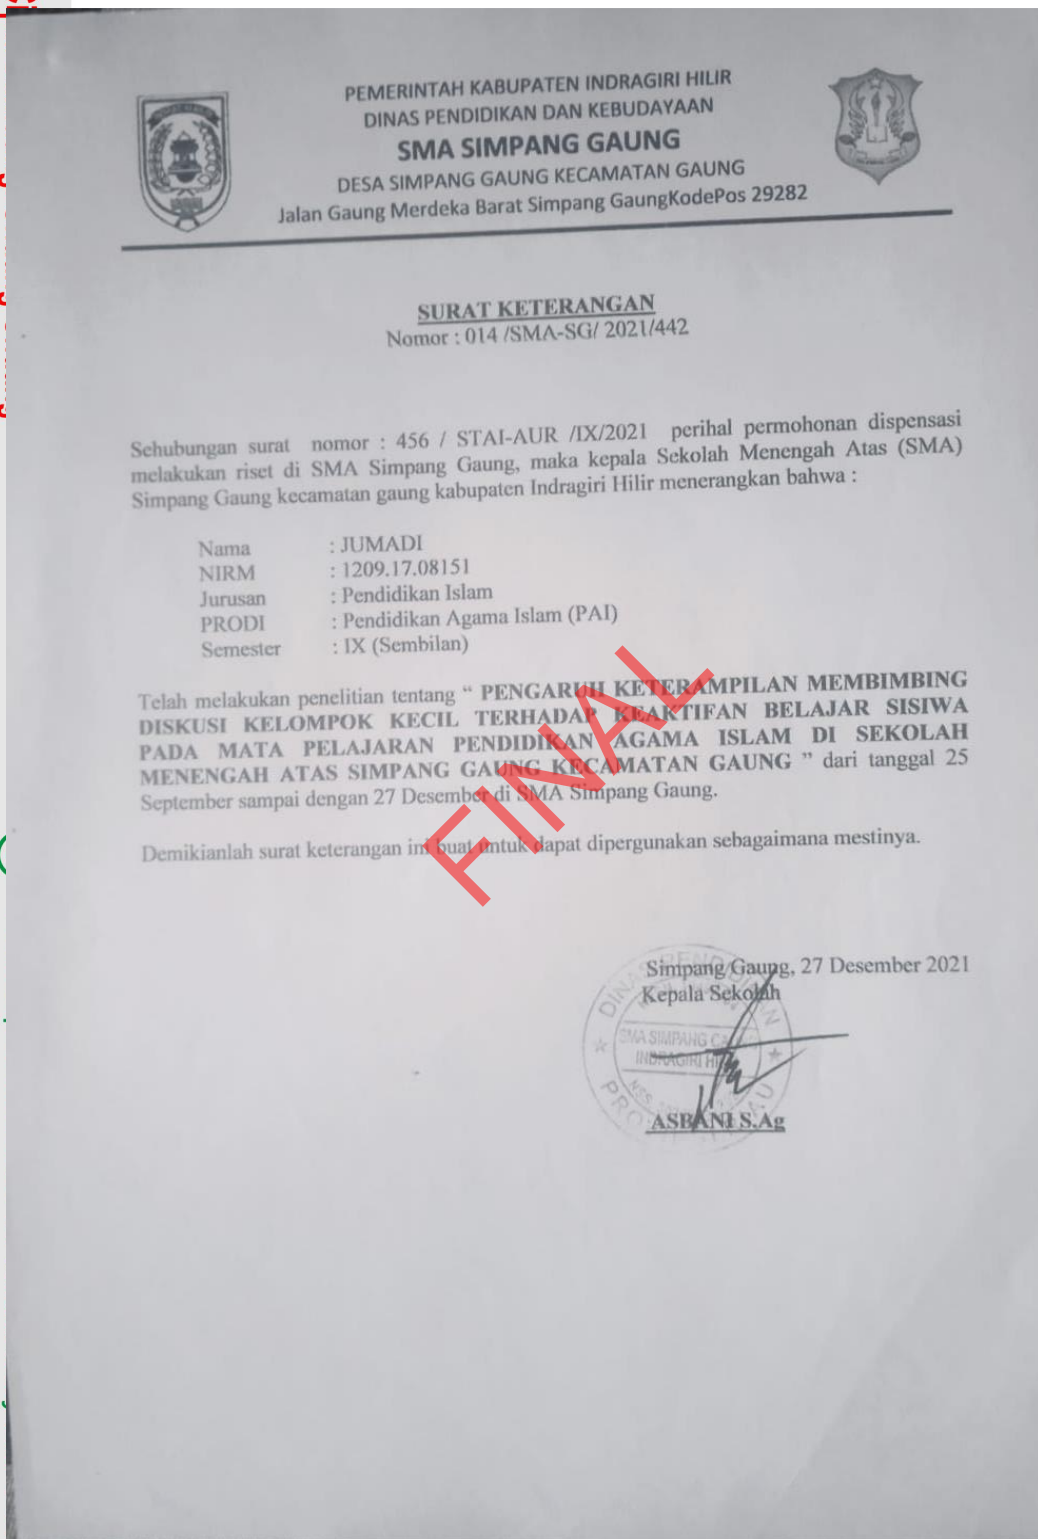 PEMERINTAH KABUPATEN INDRAGIRI HILIR
DINAS PENDIDIKAN DAN KEBUDAYAAN
SMA SIMPANG GAUNG
DESA SIMPANG GAUNG KECAMATAN GAUNG
Jalan Gaung Merdeka Barat Simpang GaungKodePos 29282
SURAT KETERANGAN
Nomor : 014 /SMA-SG/ 2021/442
Sehubungan surat nomor : 456 / STAI-AUR /IX/2021 perihal permohonan dispensasi
melakukan riset di SMA Simpang Gaung, maka kepala Sekolah Menengah Atas (SMA)
Simpang Gaung kecamatan gaung kabupaten Indragiri Hilir menerangkan bahwa :
Nama : JUMADI
NIRM : 1209.17.08151
Jurusan : Pendidikan Islam
PRODI : Pendidikan Agama Islam (PAI)
Semester : IX (Sembilan)
Telah melakukan penelitian tentang “ PENGARUH KETERAMPILAN MEMBIMBING
DISKUSI KELOMPOK KECIL TERHADAP KEAKTIFAN BELAJAR SISIWA
PADA MATA PELAJARAN PENDIDIKAN AGAMA ISLAM DI SEKOLAH
MENENGAH ATAS SIMPANG GAUNG KECAMATAN GAUNG ” dari tanggal 25
September sampai dengan 27 Desember di SMA Simpang Gaung.
Demikianlah surat keterangan ini buat untuk dapat dipergunakan sebagaimana mestinya.
FINAL
Simpang Gaung, 27 Desember 2021
Kepala Sekolah
DINAS PENDIDIKAN
SMA SIMPANG
INDRAGIRI
ASBANI S.Ag